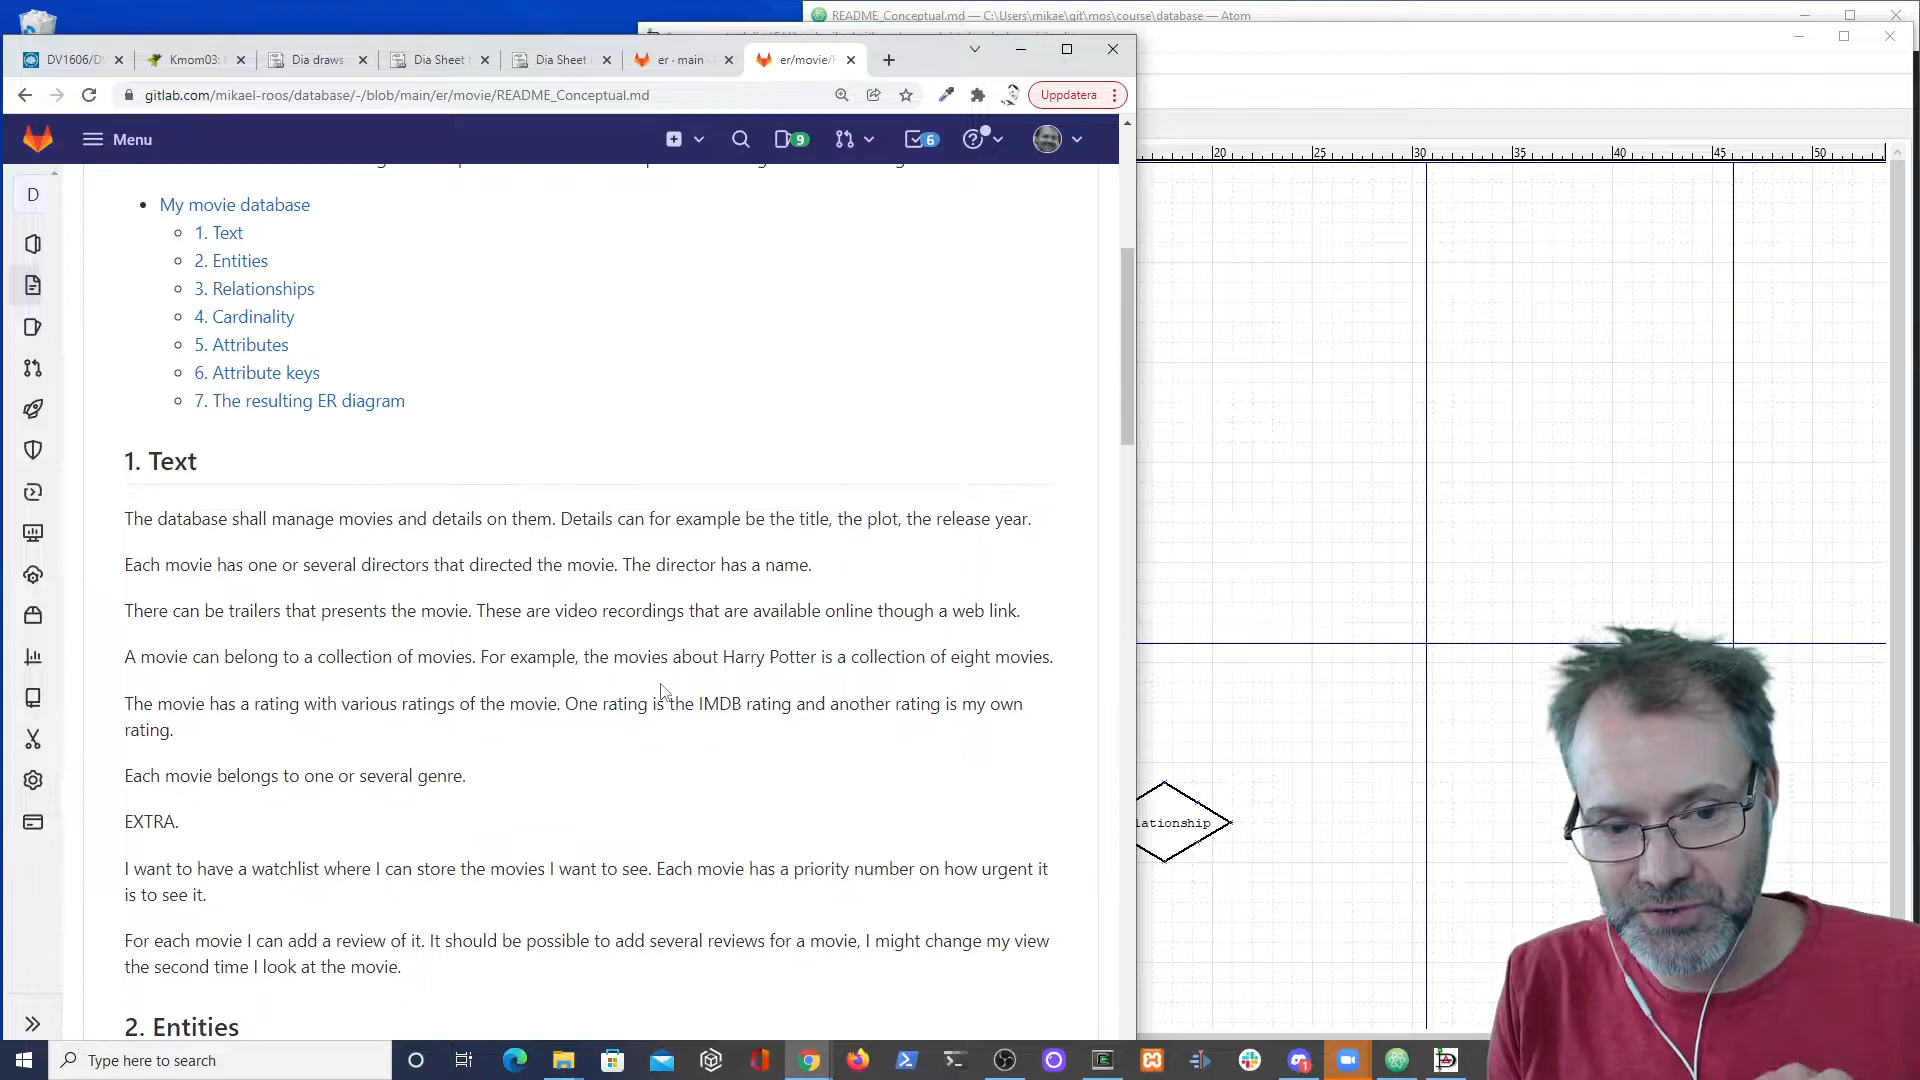 README_Conceptual.md — C:\Users\mikae\git\mos\course\database — Atom
DV1606/D
Kmom03:
Dia draws
Dia Sheet
Dia Sheet
er · main
er/movie/
gitlab.com/mikael-roos/database/-/blob/main/er/movie/README_Conceptual.md
Uppdatera
Menu
9
6
D
20
25
30
35
40
45
50
My movie database
1. Text
2. Entities
3. Relationships
4. Cardinality
5. Attributes
6. Attribute keys
7. The resulting ER diagram
1. Text
The database shall manage movies and details on them. Details can for example be the title, the plot, the release year.
Each movie has one or several directors that directed the movie. The director has a name.
There can be trailers that presents the movie. These are video recordings that are available online though a web link.
A movie can belong to a collection of movies. For example, the movies about Harry Potter is a collection of eight movies.
The movie has a rating with various ratings of the movie. One rating is the IMDB rating and another rating is my own
rating.
Each movie belongs to one or several genre.
EXTRA.
I want to have a watchlist where I can store the movies I want to see. Each movie has a priority number on how urgent it
is to see it.
For each movie I can add a review of it. It should be possible to add several reviews for a movie, I might change my view
the second time I look at the movie.
2. Entities
lationship
Type here to search
1